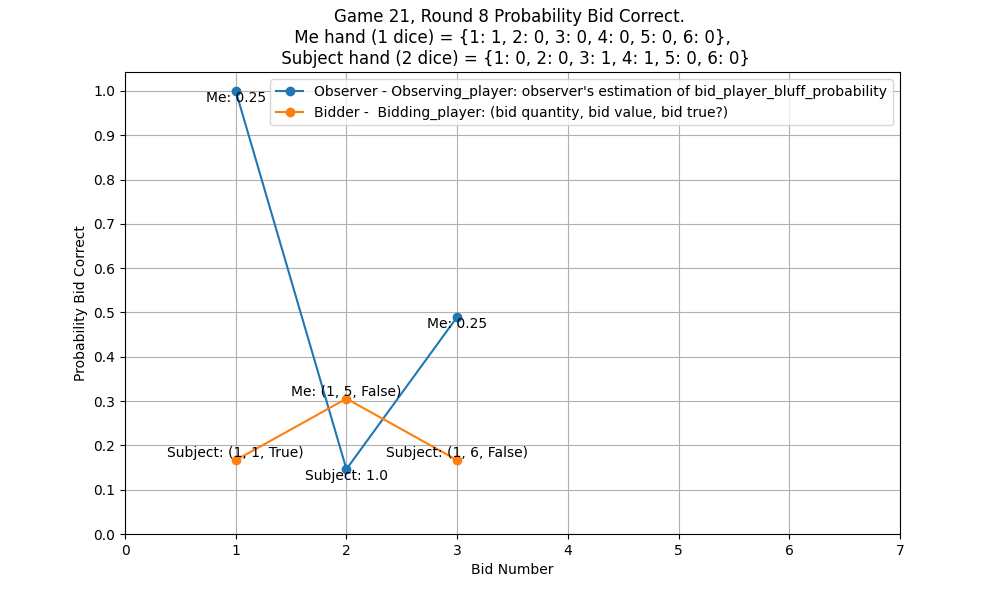 Game 21, Round 8 Probability Bid Correct.
Me hand (1 dice) = {1: 1, 2: 0, 3: 0, 4: 0, 5: 0, 6: 0},
Subject hand (2 dice) = {1: 0, 2: 0, 3: 1, 4: 1, 5: 0, 6: 0}
Observer - Observing_player: observer's estimation of bid_player_bluff_probability
Bidder -  Bidding_player: (bid quantity, bid value, bid true?)
Me: 0.25
Me: 0.25
Me: (1, 5, False)
Subject: (1, 1, True)
Subject: (1, 6, False)
Subject: 1.0
Probability Bid Correct
1.0
0.9
0.8
0.7
0.6
0.5
0.4
0.3
0.2
0.1
0.0
0 1 2 3 4 5 6 7
Bid Number